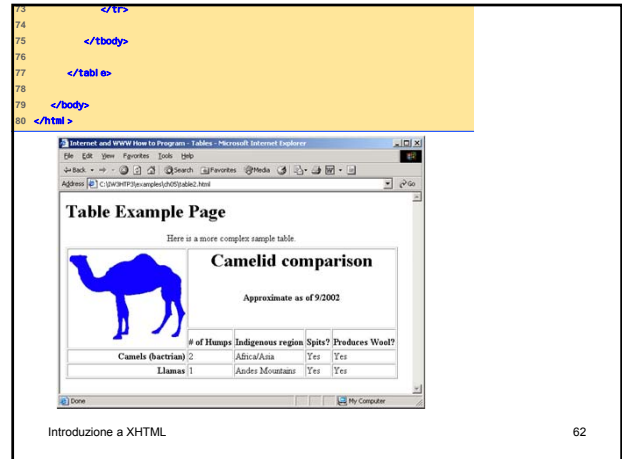 73 </tr>
74
75 </tbody>
76
77 </table>
78
79 </body>
80 </html>
Internet and WWW How to Program - Tables - Microsoft Internet Explorer
File Edit View Favorites Tools Help
Back Search Favorites Media
Address C:\IW3HTP3\examples\ch05\table2.html Go
Table Example Page
Here is a more complex sample table.
Camelid comparison
Approximate as of 9/2002
# of Humps Indigenous region Spits? Produces Wool?
Camels (bactrian) 2 Africa/Asia Yes Yes
Llamas 1 Andes Mountains Yes Yes
Done My Computer
Introduzione a XHTML 62